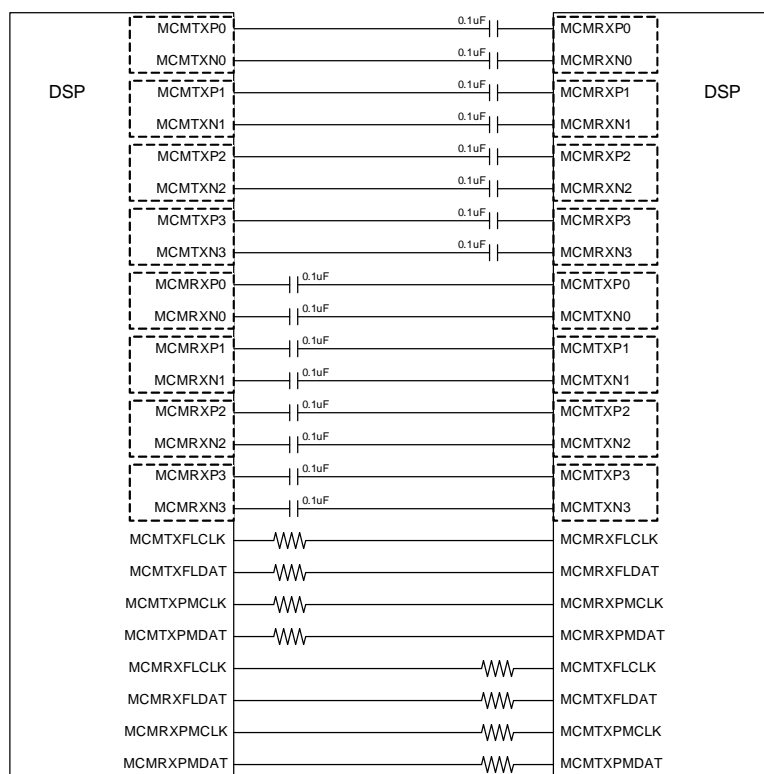 MCMTXP0 0.1uF MCMRXP0
MCMTXN0 0.1uF MCMRXN0
DSP MCMTXP1 0.1uF MCMRXP1 DSP
MCMTXN1 0.1uF MCMRXN1
MCMTXP2 0.1uF MCMRXP2
MCMTXN2 0.1uF MCMRXN2
MCMTXP3 0.1uF MCMRXP3
MCMTXN3 0.1uF MCMRXN3
MCMRXP0 0.1uF MCMTXP0
MCMRXN0 0.1uF MCMTXN0
MCMRXP1 0.1uF MCMTXP1
MCMRXN1 0.1uF MCMTXN1
MCMRXP2 0.1uF MCMTXP2
MCMRXN2 0.1uF MCMTXN2
MCMRXP3 0.1uF MCMTXP3
MCMRXN3 0.1uF MCMTXN3
MCMTXFLCLK MCMRXFLCLK
MCMTXFLDAT MCMRXFLDAT
MCMTXPMCLK MCMRXPMCLK
MCMTXPMDAT MCMRXPMDAT
MCMRXFLCLK MCMTXFLCLK
MCMRXFLDAT MCMTXFLDAT
MCMRXPMCLK MCMTXPMCLK
MCMRXPMDAT MCMTXPMDAT